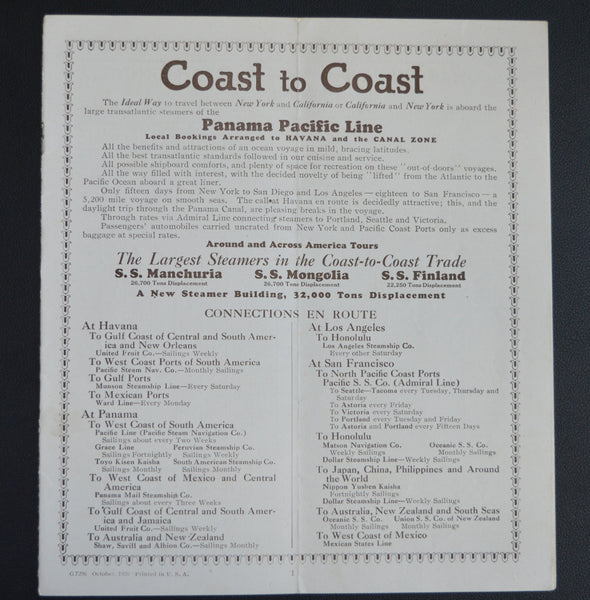 Coast to Coast
The Ideal Way to travel between New York and California or California and New York is aboard the
large transatlantic steamers of the
Panama Pacific Line
Local Bookings Arranged to HAVANA and the CANAL ZONE
All the benefits and attractions of an ocean voyage in mild, bracing latitudes.
All the best transatlantic standards followed in our cuisine and service.
All possible shipboard comforts, and plenty of space for recreation on these "out-of-doors" voyages.
All the way filled with interest, with the decided novelty of being "lifted" from the Atlantic to the
Pacific Ocean aboard a great liner.
Only fifteen days from New York to San Diego and Los Angeles—eighteen to San Francisco—a
5,200 mile voyage on smooth seas. The call at Havana en route is decidedly attractive; this, and the
daylight trip through the Panama Canal, are pleasing breaks in the voyage.
Through rates via Admiral Line connecting steamers to Portland, Seattle and Victoria.
Passengers' automobiles carried uncrated from New York and Pacific Coast Ports only as excess
baggage at special rates.
Around and Across America Tours
The Largest Steamers in the Coast-to-Coast Trade
S.S. Manchuria S.S. Mongolia S.S. Finland
26,700 Tons Displacement 26,700 Tons Displacement 22,250 Tons Displacement
A New Steamer Building, 32,000 Tons Displacement
CONNECTIONS EN ROUTE
At Havana
To Gulf Coast of Central and South Amer-
ica and New Orleans
United Fruit Co.—Sailings Weekly
To West Coast Ports of South America
Pacific Steam Nav. Co.—Monthly Sailings
To Gulf Ports
Munson Steamship Line—Every Saturday
To Mexican Ports
Ward Line—Every Monday
At Panama
To West Coast of South America
Pacific Line (Pacific Steam Navigation Co.)
Sailings about every Two Weeks
Grace Line Peruvian Steamship Co.
Sailings Fortnightly Sailings Weekly
Toyo Kisen Kaisha South American Steamship Co.
Sailings Monthly Sailings Monthly
To West Coast of Mexico and Central
America
Panama Mail Steamship Co.
Sailings about every Three Weeks
To Gulf Coast of Central and South Amer-
ica and Jamaica
United Fruit Co.—Sailings Weekly
To Australia and New Zealand
Shaw, Savill and Albion Co.—Sailings Monthly
At Los Angeles
To Honolulu
Los Angeles Steamship Co.
Every other Saturday
At San Francisco
To North Pacific Coast Ports
Pacific S. S. Co. (Admiral Line)
To Seattle—Tacoma every Tuesday, Thursday and
Saturday
To Astoria every Friday
To Victoria every Saturday
To Portland every Tuesday and Friday
To Astoria and Portland every Fifteen Days
To Honolulu
Matson Navigation Co. Oceanic S. S. Co.
Weekly Sailings Monthly Sailings
Dollar Steamship Line—Weekly Sailings
To Japan, China, Philippines and Around
the World
Nippon Yushen Kaisha
Fortnightly Sailings
Dollar Steamship Line—Weekly Sailings
To Australia, New Zealand and South Seas
Oceanic S. S. Co. Union S. S. Co. of New Zealand
Monthly Sailings Monthly Sailings
To West Coast of Mexico
Mexican States Line
October, Printed in U. S. A.
1